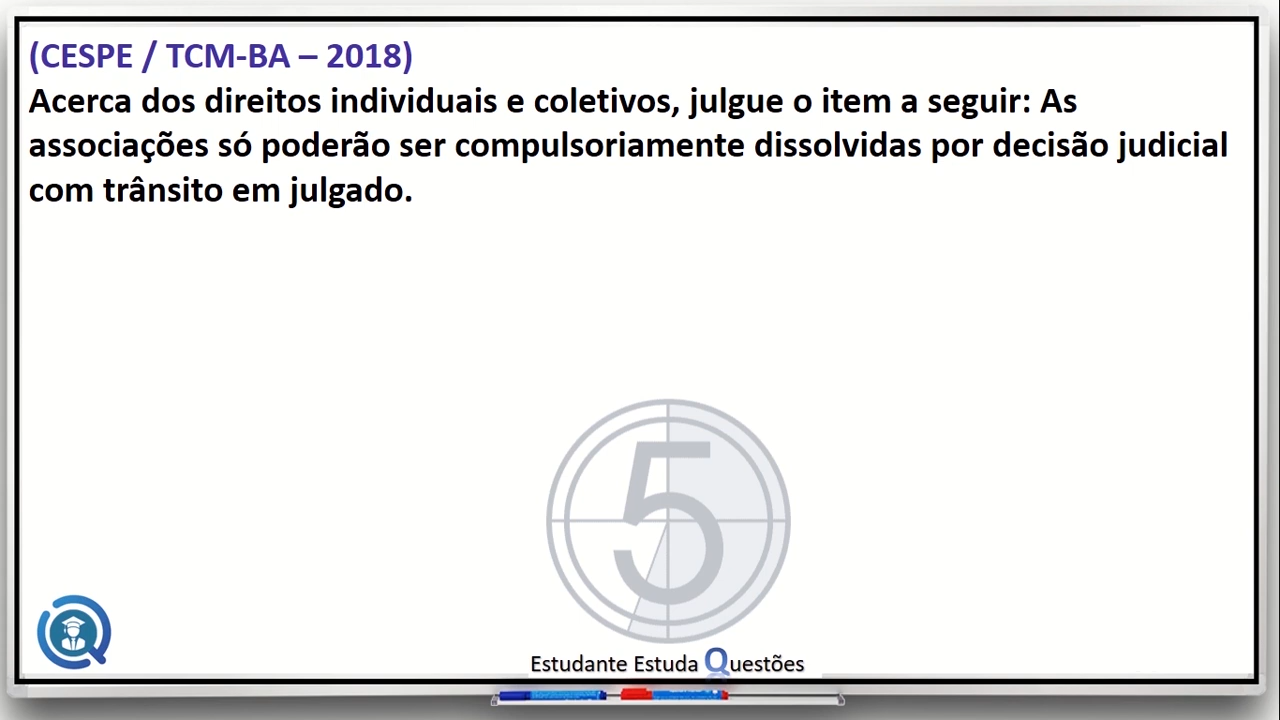 (CESPE / TCM-BA – 2018)
Acerca dos direitos individuais e coletivos, julgue o item a seguir: As
associações só poderão ser compulsoriamente dissolvidas por decisão judicial
com trânsito em julgado.
5
Estudante Estuda Questões